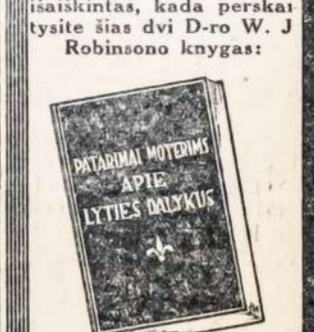 išaiškintas, kada perskai
tysite šias dvi D-ro W. J
Robinsono knygas:
PATARIMAI MOTERIMS
APIE
LYTIES DALYKUS